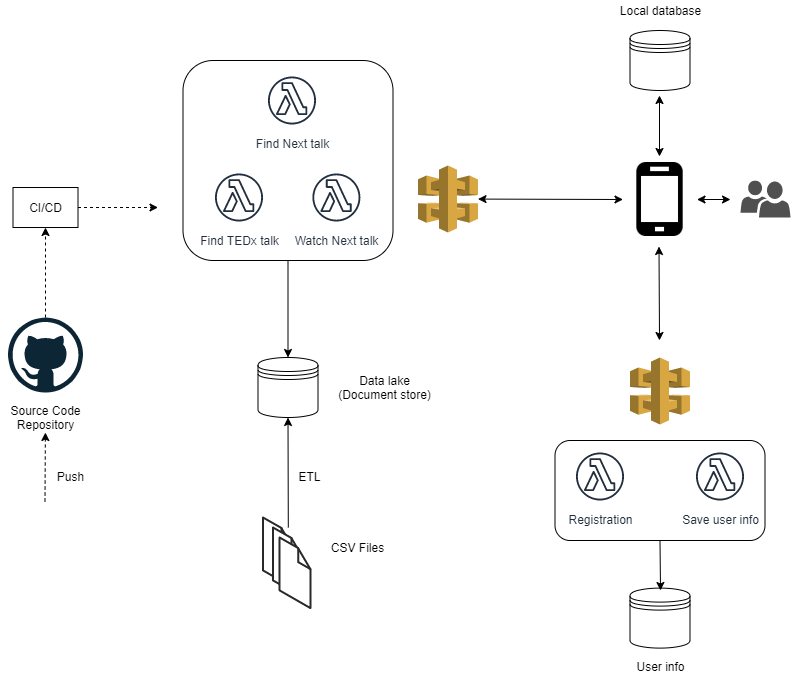 Local database
Find Next talk
CI/CD
Find TEDx talk
Watch Next talk
Data lake
(Document store)
Source Code
Repository
Push
ETL
CSV Files
Registration
Save user info
User info